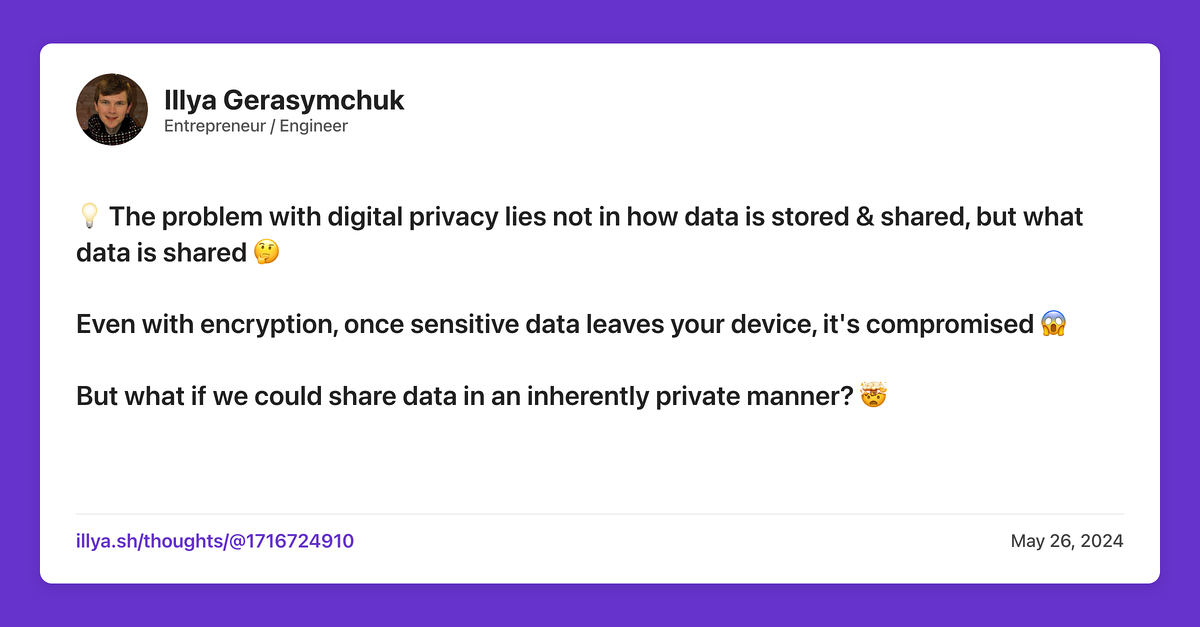 Illya Gerasymchuk
Entrepreneur / Engineer
💡 The problem with digital privacy lies not in how data is stored & shared, but what
data is shared 🤔
Even with encryption, once sensitive data leaves your device, it's compromised 😱
But what if we could share data in an inherently private manner? 🤯
illya.sh/thoughts/@1716724910
May 26, 2024